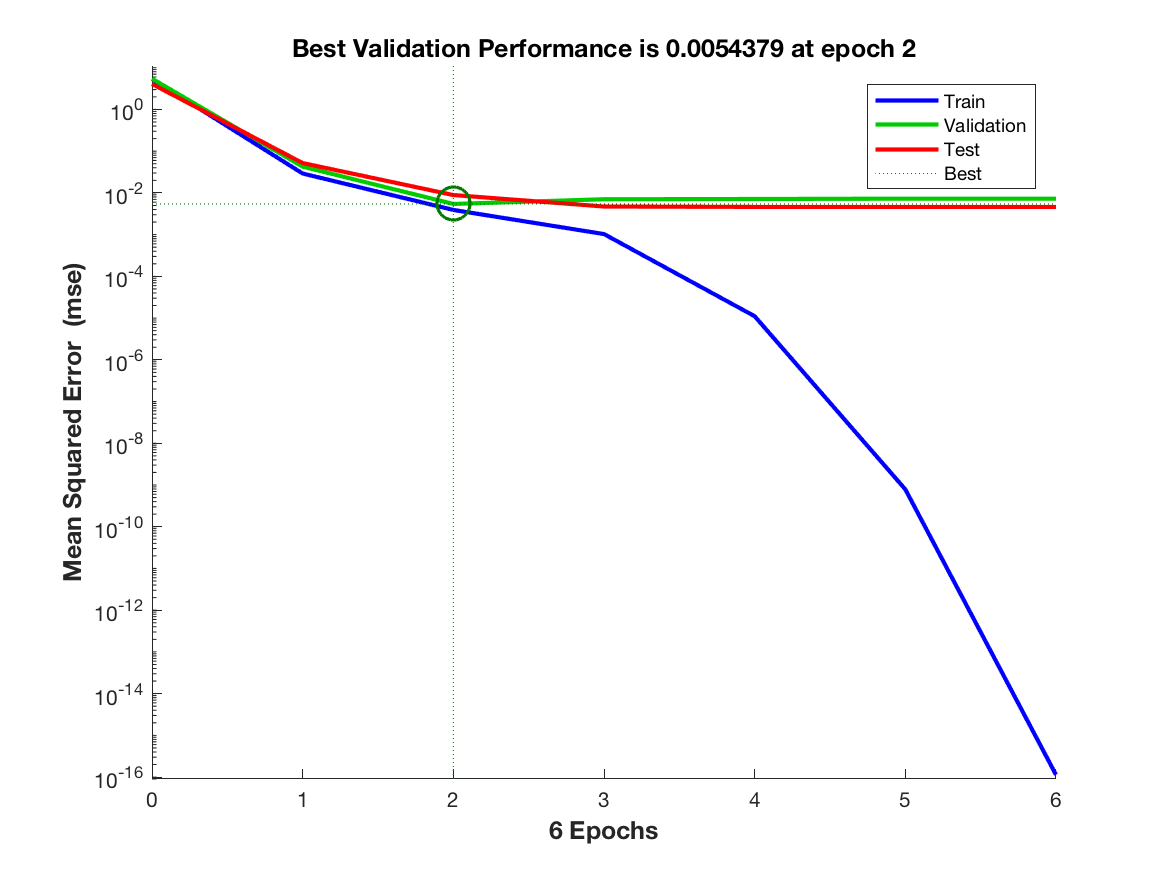 Best Validation Performance is 0.0054379 at epoch 2
Train
Validation
Test
Best
Mean Squared Error (mse)
10^0
10^-2
10^-4
10^-6
10^-8
10^-10
10^-12
10^-14
10^-16
0 1 2 3 4 5 6
6 Epochs